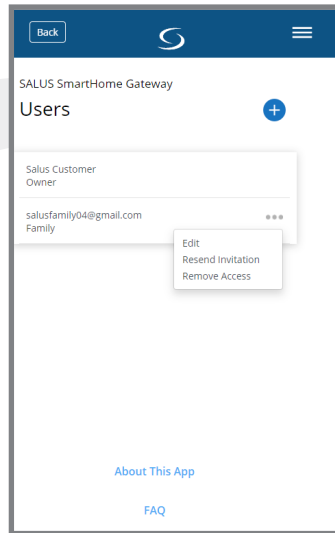 Back
SALUS SmartHome Gateway
Users
Salus Customer
Owner
salusfamily04@gmail.com
Family
Edit
Resend Invitation
Remove Access
About This App
FAQ